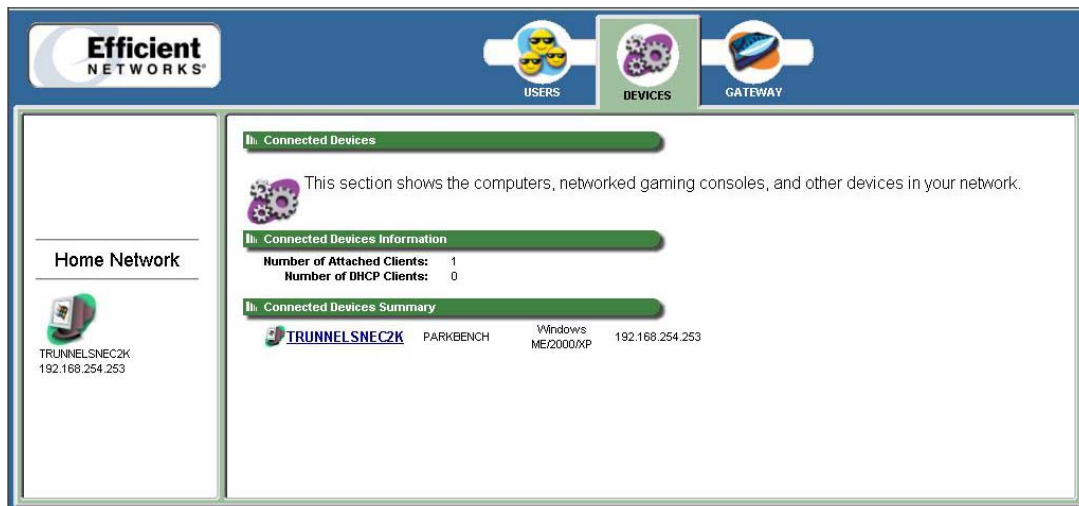 Efficient
NETWORKS®
USERS
DEVICES
GATEWAY
Home Network
TRUNNELSNEC2K
192.168.254.253
Connected Devices
This section shows the computers, networked gaming consoles, and other devices in your network.
Connected Devices Information
Number of Attached Clients: 1
Number of DHCP Clients: 0
Connected Devices Summary
TRUNNELSNEC2K PARKBENCH Windows ME/2000/XP 192.168.254.253